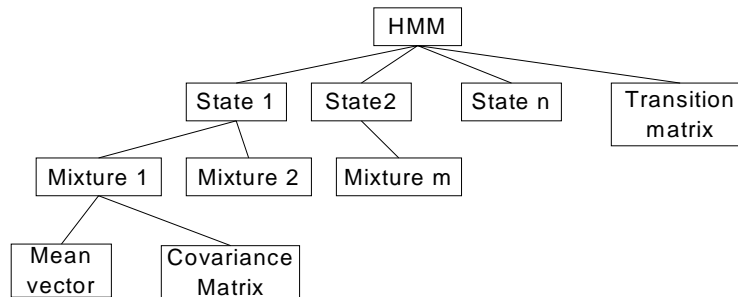 HMM
State 1
State2
State n
Transition
matrix
Mixture 1
Mixture 2
Mixture m
Mean
vector
Covariance
Matrix